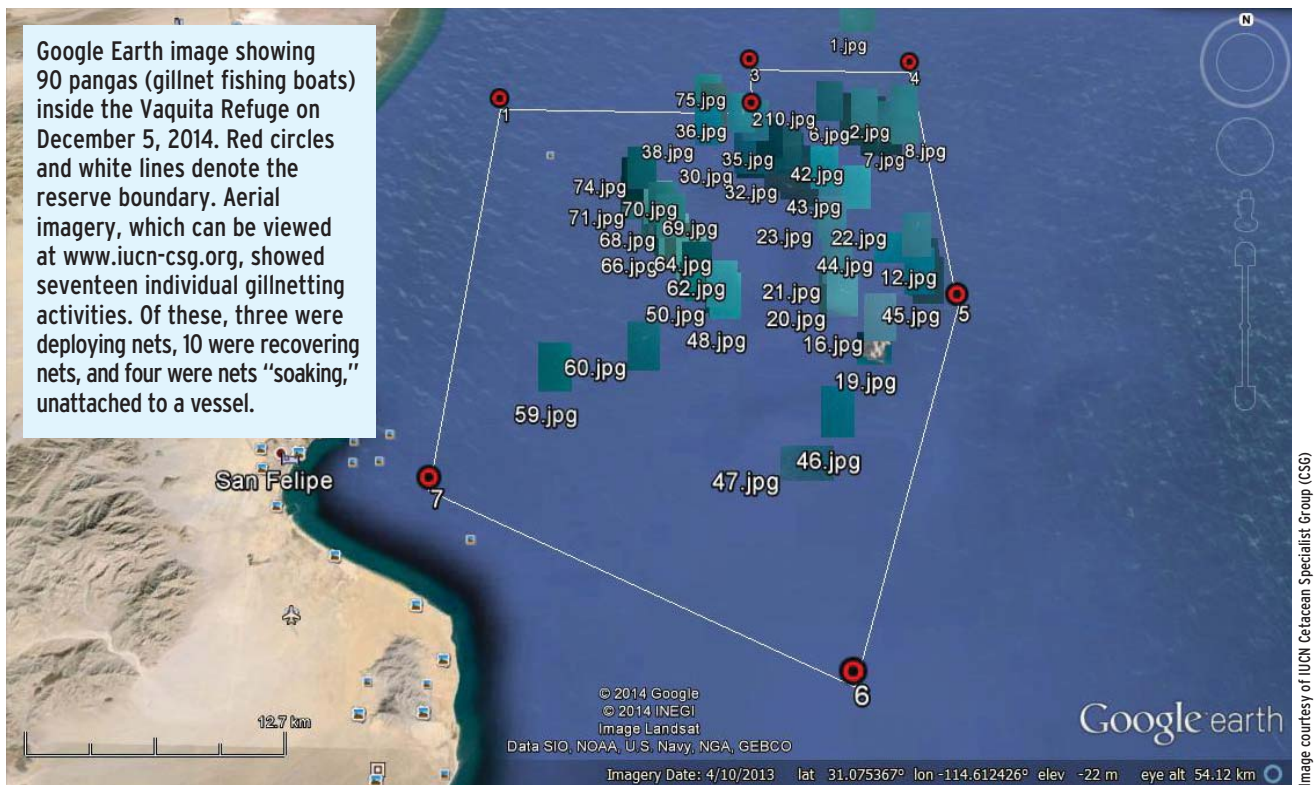 Google Earth image showing
90 pangas (gillnet fishing boats)
inside the Vaquita Refuge on
December 5, 2014. Red circles
and white lines denote the
reserve boundary. Aerial
imagery, which can be viewed
at www.iucn-csg.org, showed
seventeen individual gillnetting
activities. Of these, three were
deploying nets, 10 were recovering
nets, and four were nets “soaking,”
unattached to a vessel.
N
1.jpg
3
4
1
75.jpg
2
10.jpg
6.jpg
2.jpg
36.jpg
8.jpg
7.jpg
38.jpg
35.jpg
30.jpg
42.jpg
32.jpg
74.jpg
70.jpg
43.jpg
71.jpg
69.jpg
68.jpg
23.jpg
22.jpg
66.jpg
64.jpg
44.jpg
12.jpg
62.jpg
21.jpg
5
50.jpg
20.jpg
45.jpg
48.jpg
16.jpg
60.jpg
19.jpg
59.jpg
46.jpg
47.jpg
San Felipe
7
6
12.7 km
© 2014 Google
© 2014 INEGI
Image Landsat
Data SIO, NOAA, U.S. Navy, NGA, GEBCO
Google earth
Imagery Date: 4/10/2013 lat 31.075367° lon -114.612426° elev -22 m eye alt 54.12 km
Image courtesy of IUCN Cetacean Specialist Group (CSG)